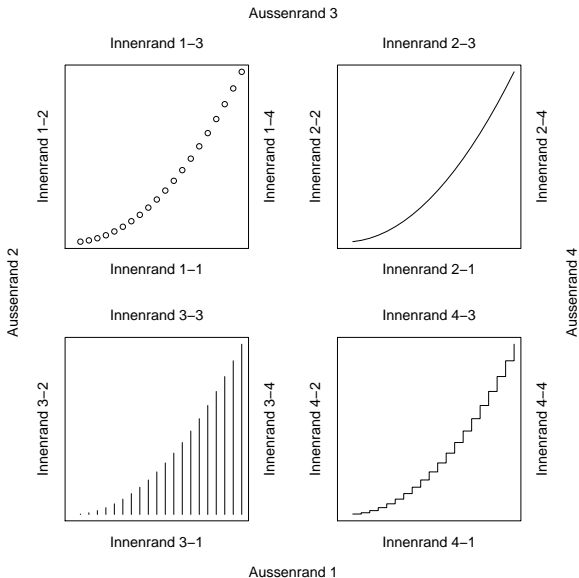 Aussenrand 3
Innenrand 1−3
Innenrand 2−3
Innenrand 1−2
Innenrand 1−4
Innenrand 2−2
Innenrand 2−4
Innenrand 1−1
Innenrand 2−1
Aussenrand 2
Aussenrand 4
Innenrand 3−3
Innenrand 4−3
Innenrand 3−2
Innenrand 3−4
Innenrand 4−2
Innenrand 4−4
Innenrand 3−1
Innenrand 4−1
Aussenrand 1